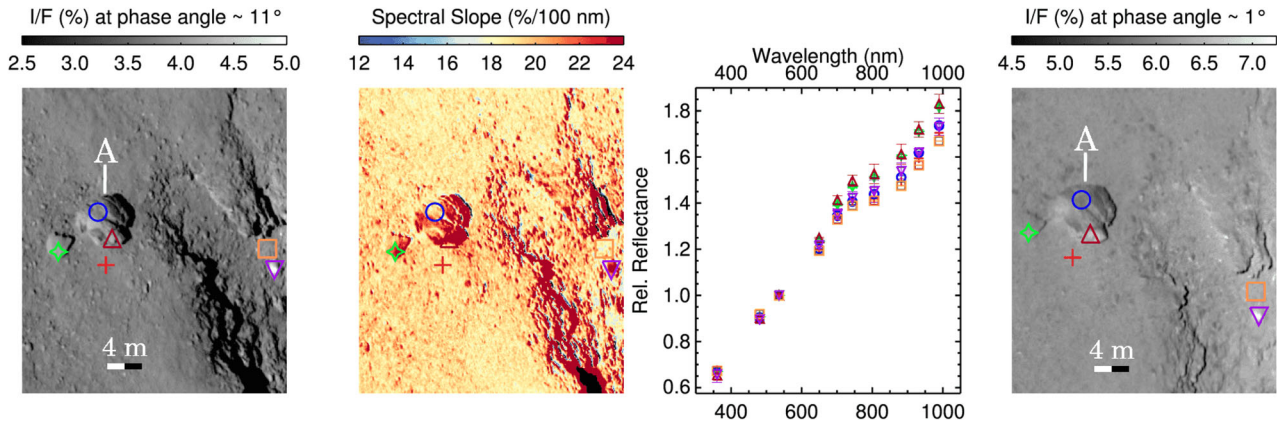 I/F (%) at phase angle ~ 11°
2.5 3.0 3.5 4.0 4.5 5.0
A
4 m
Spectral Slope (%/100 nm)
12 14 16 18 20 22 24
Wavelength (nm)
400 600 800 1000
Rel. Reflectance
1.8
1.6
1.4
1.2
1.0
0.8
0.6
400 600 800 1000
I/F (%) at phase angle ~ 1°
4.5 5.0 5.5 6.0 6.5 7.0
A
4 m